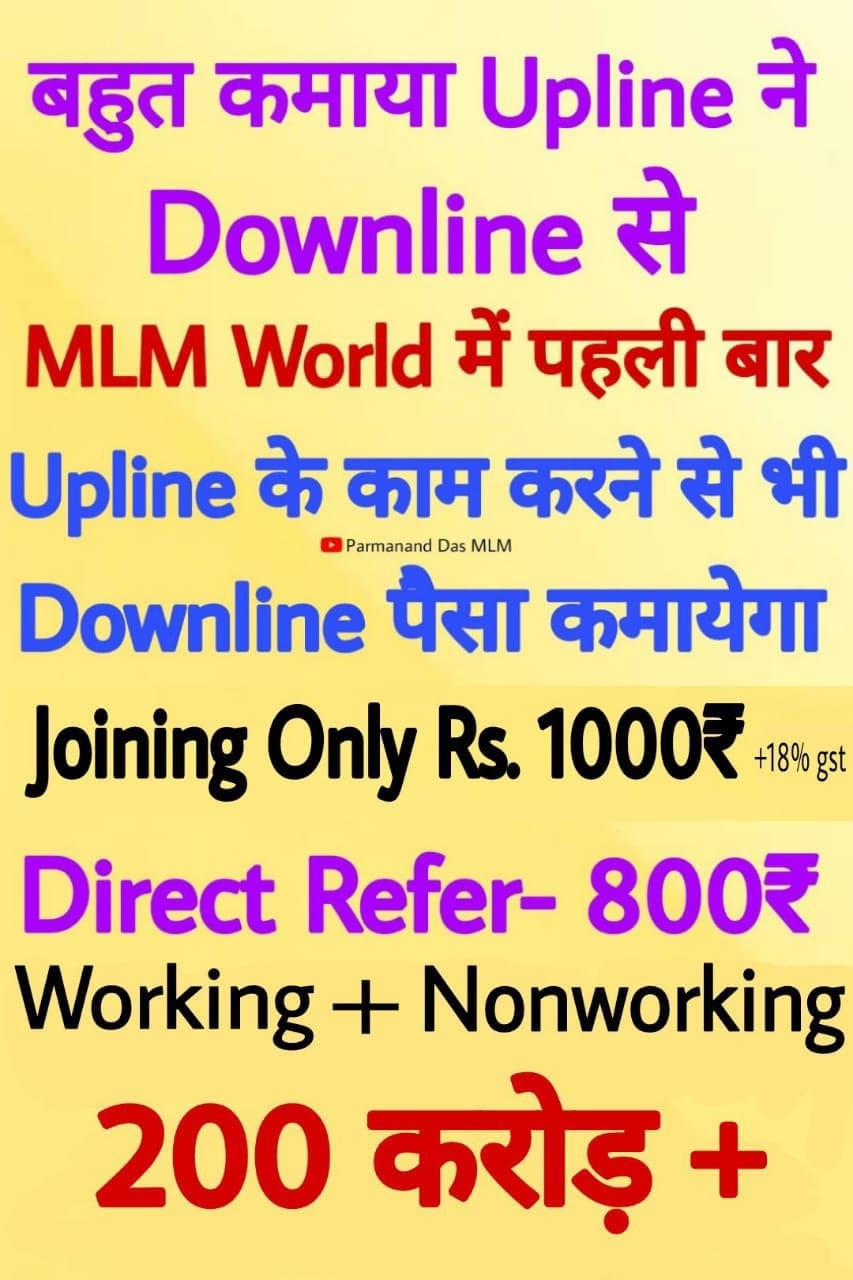 बहुत कमाया Upline ने
Downline से
MLM World में पहली बार
Upline के काम करने से भी
Parmanand Das MLM
Downline पैसा कमायेगा
Joining Only Rs. 1000₹ +18% gst
Direct Refer- 800₹
Working + Nonworking
200 करोड़ +